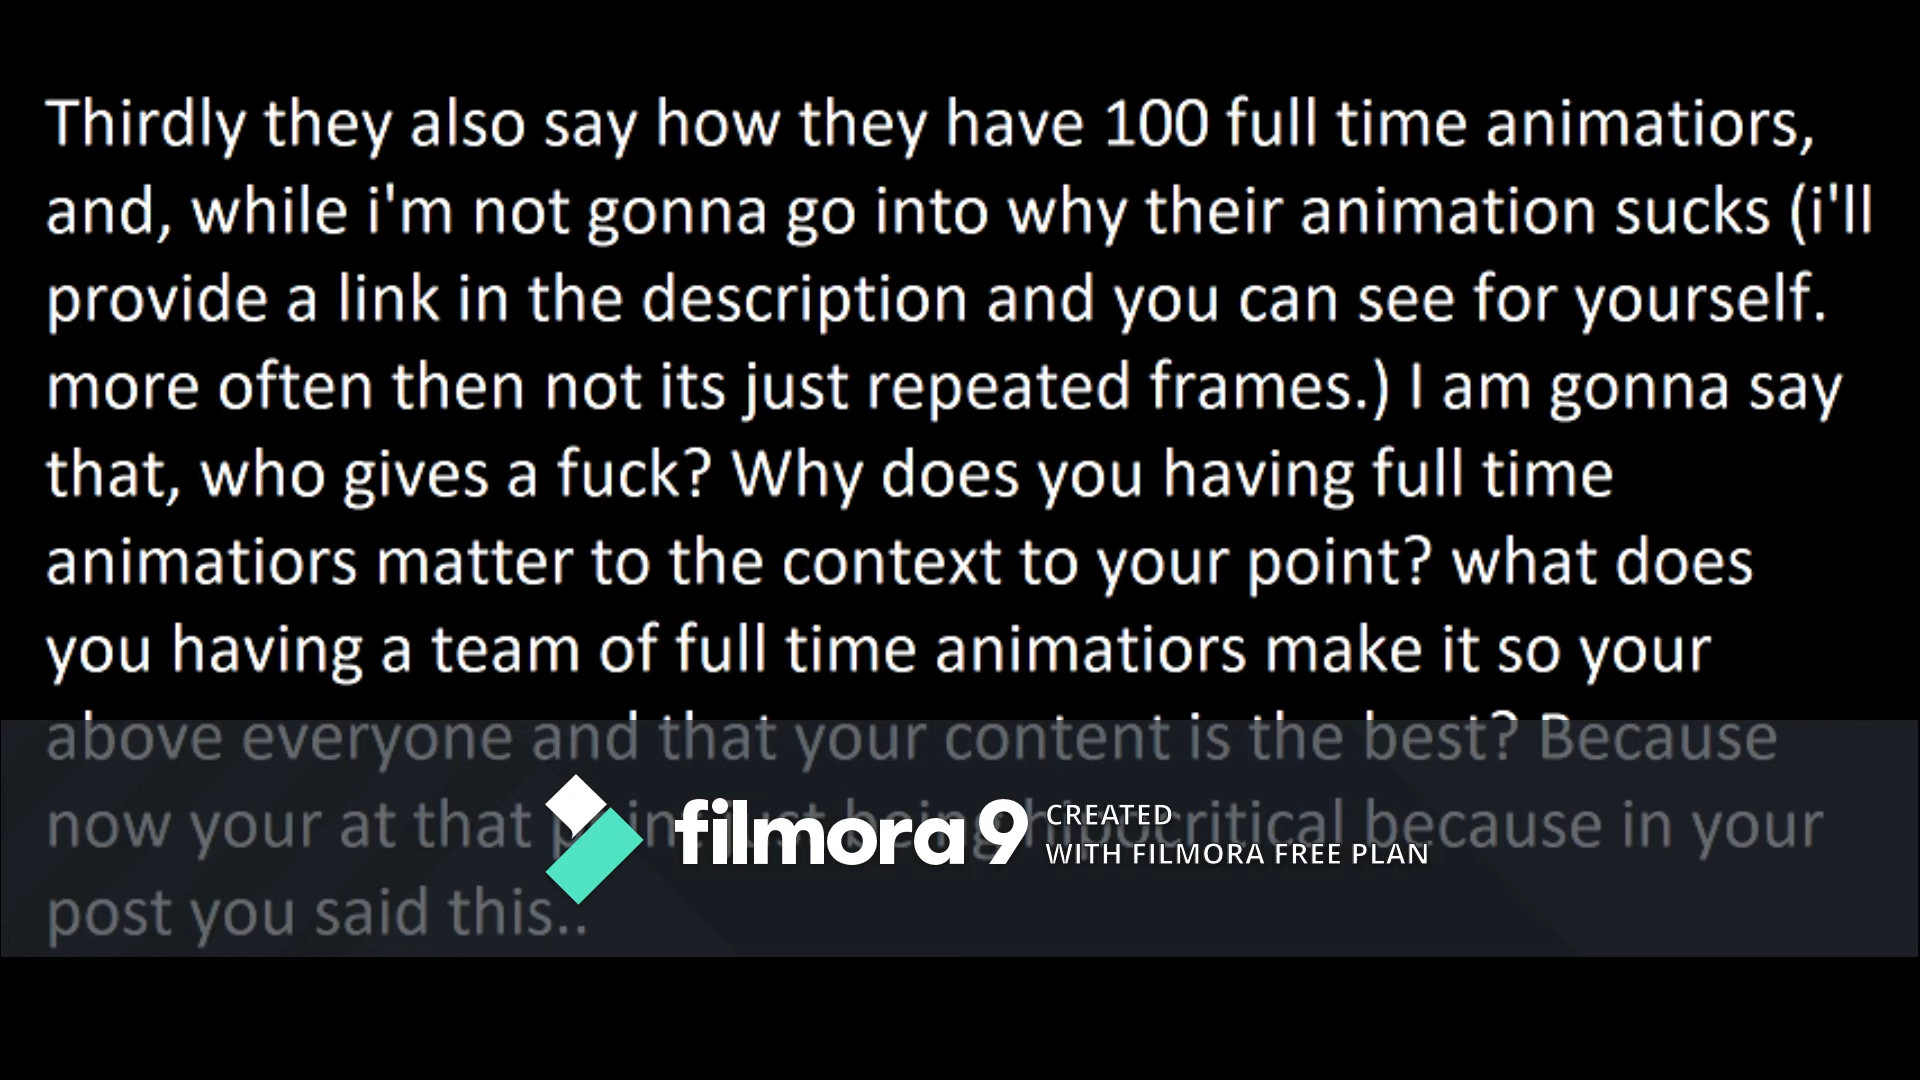 Thirdly they also say how they have 100 full time animatiors,
and, while i'm not gonna go into why their animation sucks (i'll
provide a link in the description and you can see for yourself.
more often then not its just repeated frames.) I am gonna say
that, who gives a fuck? Why does you having full time
animatiors matter to the context to your point? what does
you having a team of full time animatiors make it so your
above everyone and that your content is the best? Because
now your at that just being hipocritical because in your
post you said this..
filmora9
CREATED
WITH FILMORA FREE PLAN